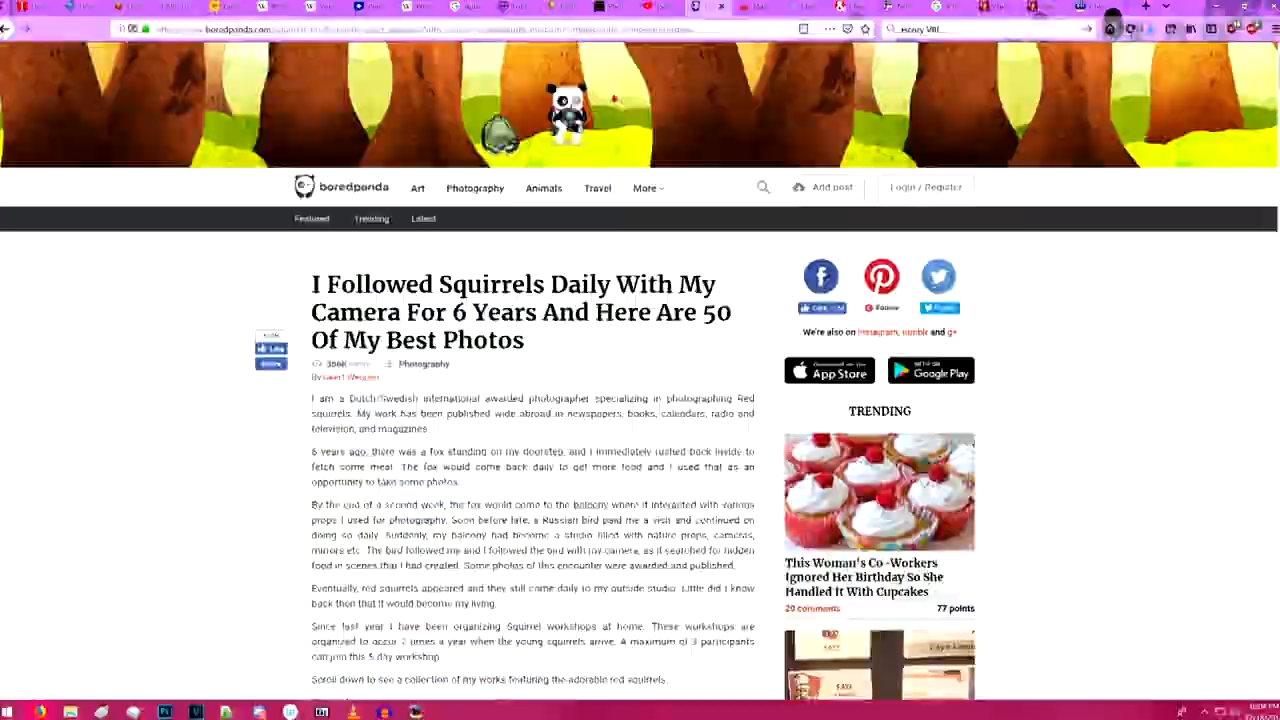 boredpanda.com
Henry VIII
boredpanda Art Photography Animals Travel More Add post Login / Register
Featured Trending Latest
I Followed Squirrels Daily With My
Camera For 6 Years And Here Are 50
Of My Best Photos
356K views Photography
By Geert Weggen
I am a Dutch/Swedish international awarded photographer specializing in photographing Red
squirrels. My work has been published wide abroad in newspapers, books, calendars, radio and
television, and magazines.
6 years ago, there was a fox standing on my doorstep, and I immediately rushed back inside to
fetch some meat. The fox would come back daily to get more food and I used that as an
opportunity to take some photos.
By the end of a second week, the fox would come to the balcony where it interacted with various
props I used for photography. Soon before late, a Russian bird paid me a visit and continued on
doing so daily. Suddenly, my balcony had become a studio filled with nature props, cameras,
mirrors etc. The bird followed me and I followed the bird with my camera, as it searched for hidden
food in scenes that I had created. Some photos of this encounter were awarded and published.
Eventually, red squirrels appeared and they still come daily to my outside studio. Little did I know
back then that it would become my living.
Since last year I have been organizing Squirrel workshops at home. These workshops are
organized to occur 2 times a year when the young squirrels arrive. A maximum of 3 participants
can join this 5 day workshop.
Scroll down to see a collection of my works featuring the adorable red squirrels.
Like
Share
Follow
We're also on Instagram, tumblr and g+
App Store
Google Play
TRENDING
This Woman's Co-Workers
Ignored Her Birthday So She
Handled It With Cupcakes
29 comments 77 points